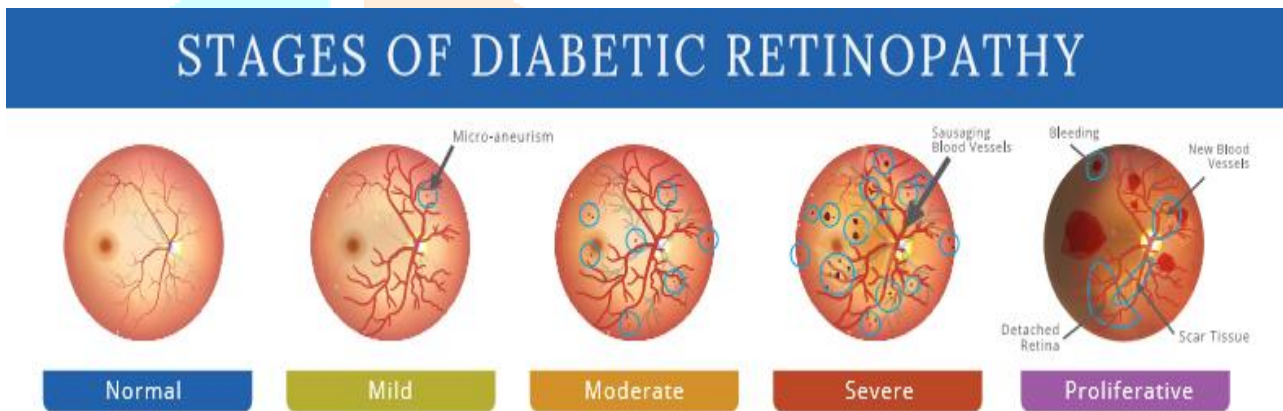 STAGES OF DIABETIC RETINOPATHY
Micro-aneurism
Sausaging
Blood Vessels
Bleeding
New Blood
Vessels
Detached
Retina
Scar Tissue
Normal
Mild
Moderate
Severe
Proliferative